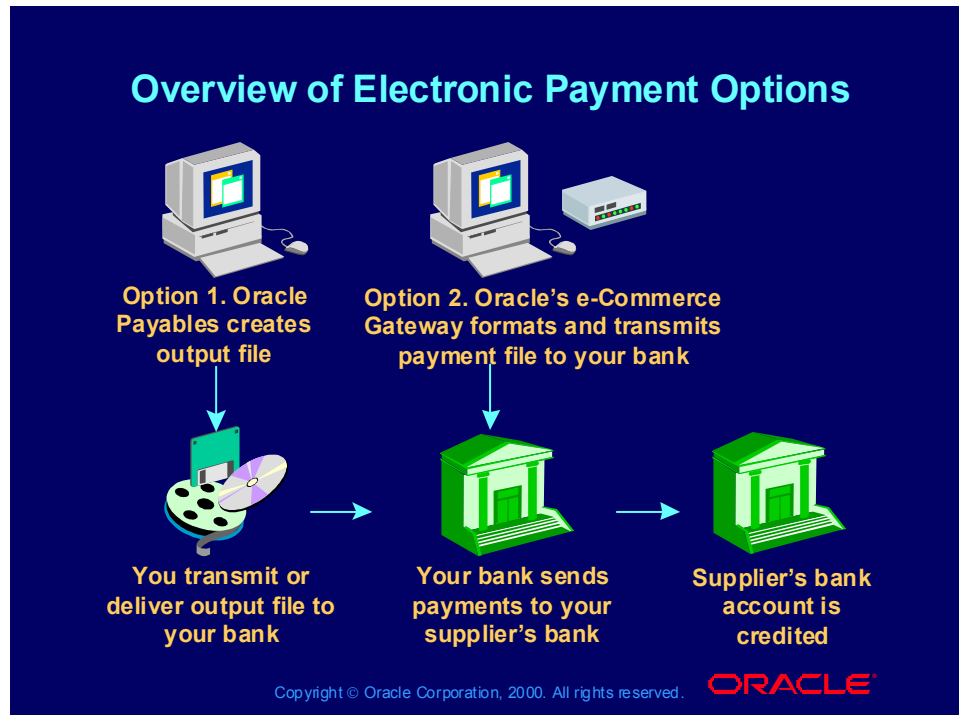 Overview of Electronic Payment Options
Option 1. Oracle
Payables creates
output file
Option 2. Oracle’s e-Commerce
Gateway formats and transmits
payment file to your bank
You transmit or
deliver output file to
your bank
Your bank sends
payments to your
supplier’s bank
Supplier’s bank
account is
credited
Copyright © Oracle Corporation, 2000. All rights reserved.
ORACLE®